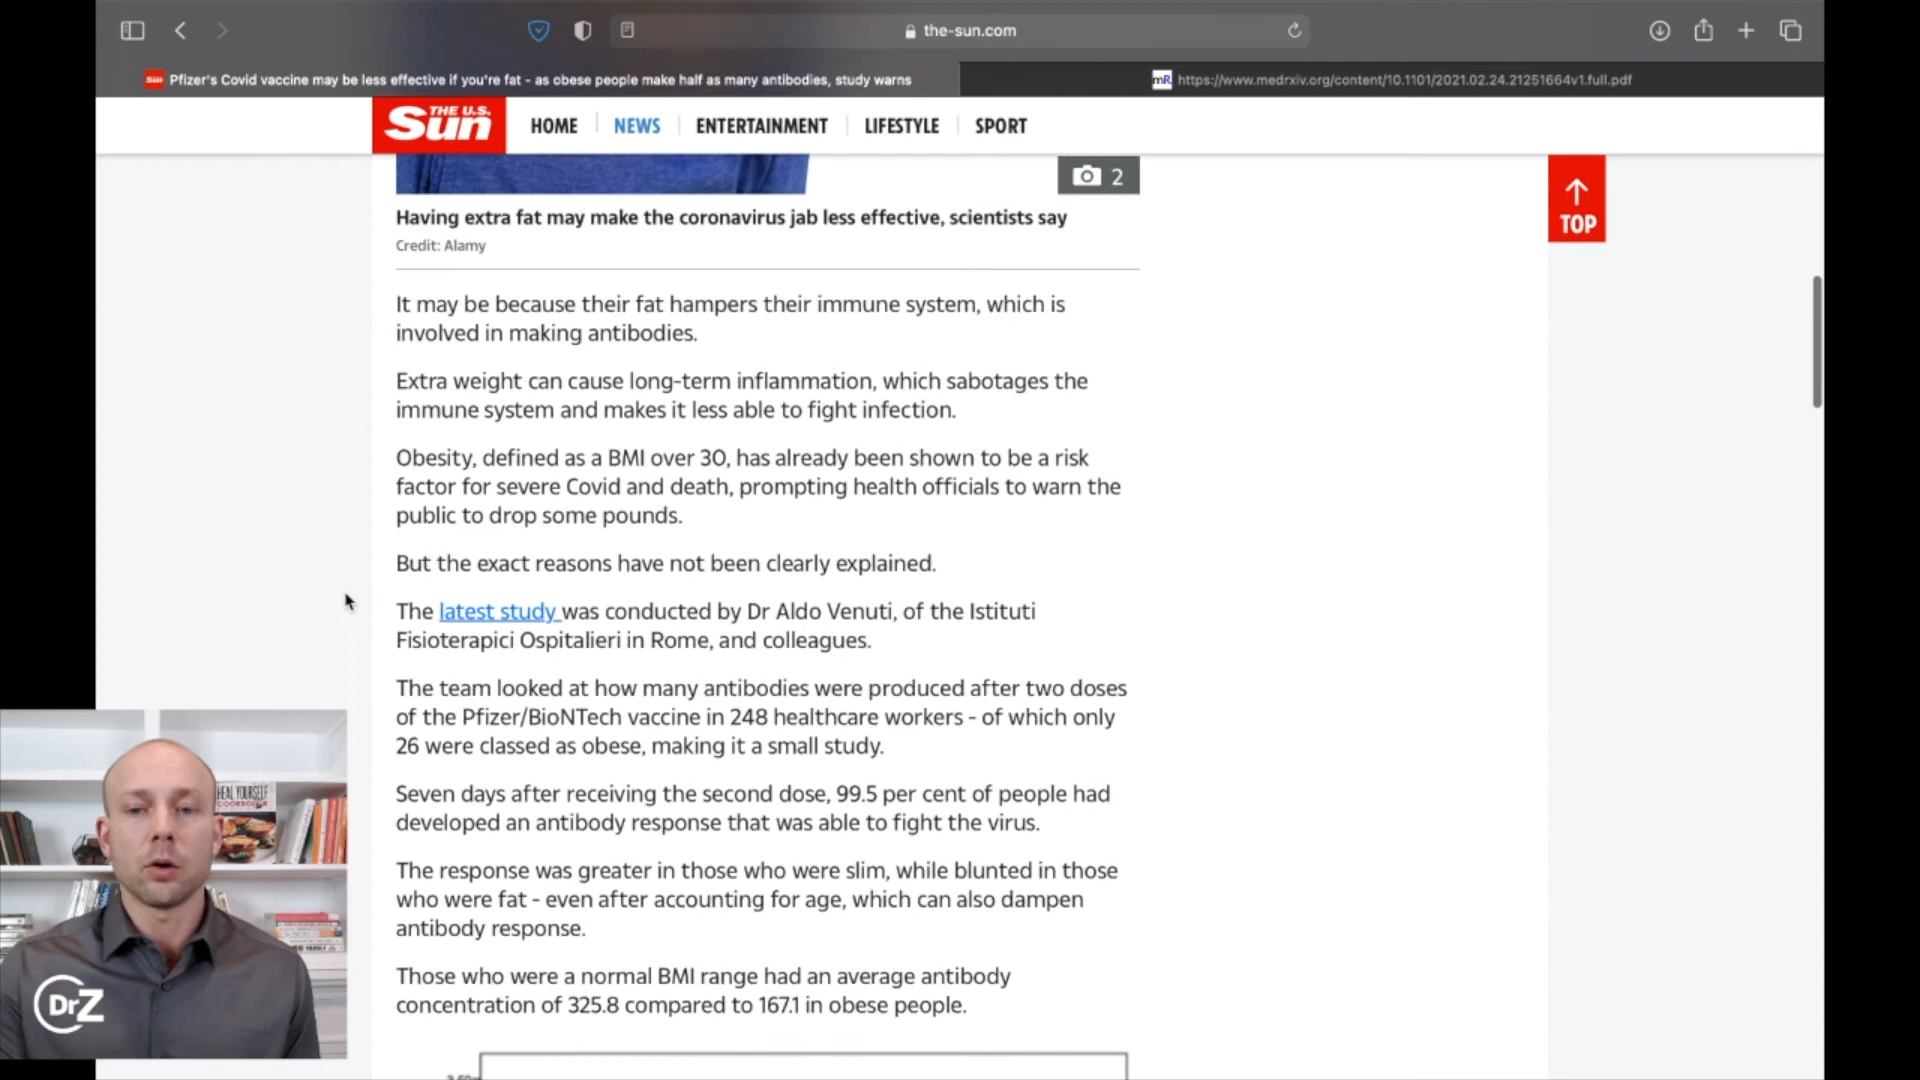 the-sun.com
Sun Pfizer's Covid vaccine may be less effective if you're fat - as obese people make half as many antibodies, study warns
mR https://www.medrxiv.org/content/10.1101/2021.02.24.21251664v1.full.pdf
THE U.S.
Sun
HOME NEWS ENTERTAINMENT LIFESTYLE SPORT
2
TOP
Having extra fat may make the coronavirus jab less effective, scientists say
Credit: Alamy
It may be because their fat hampers their immune system, which is
involved in making antibodies.
Extra weight can cause long-term inflammation, which sabotages the
immune system and makes it less able to fight infection.
Obesity, defined as a BMI over 30, has already been shown to be a risk
factor for severe Covid and death, prompting health officials to warn the
public to drop some pounds.
But the exact reasons have not been clearly explained.
The latest study was conducted by Dr Aldo Venuti, of the Istituti
Fisioterapici Ospitalieri in Rome, and colleagues.
The team looked at how many antibodies were produced after two doses
of the Pfizer/BioNTech vaccine in 248 healthcare workers - of which only
26 were classed as obese, making it a small study.
Seven days after receiving the second dose, 99.5 per cent of people had
developed an antibody response that was able to fight the virus.
The response was greater in those who were slim, while blunted in those
who were fat - even after accounting for age, which can also dampen
antibody response.
Those who were a normal BMI range had an average antibody
concentration of 325.8 compared to 167.1 in obese people.
HEAL YOURSELF
COOKBOOK
DrZ